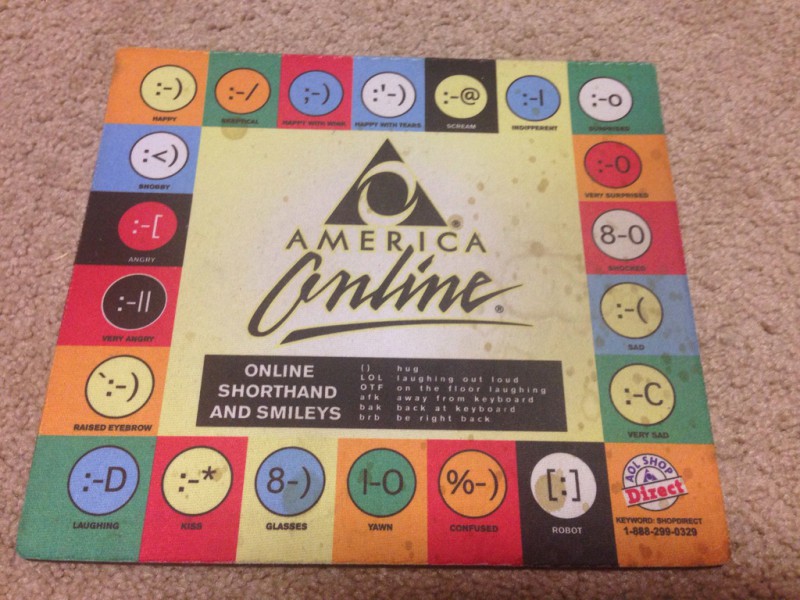 :-)
HAPPY
:-/
SKEPTICAL
;-)
HAPPY WITH WINK
:'-)
HAPPY WITH TEARS
:-@
SCREAM
:-I
INDIFFERENT
:-o
SURPRISED
:<)
SNOBBY
:-O
VERY SURPRISED
:-[
ANGRY
8-O
SHOCKED
:-||
VERY ANGRY
:-(
SAD
`:-)
RAISED EYEBROW
:-C
VERY SAD
AMERICA
Online®
ONLINE
SHORTHAND
AND SMILEYS
() hug
LOL laughing out loud
OTF on the floor laughing
afk away from keyboard
bak back at keyboard
brb be right back
:-D
LAUGHING
:-*
KISS
8-)
GLASSES
I-O
YAWN
%-)
CONFUSED
[:]
ROBOT
AOL SHOP
Direct
KEYWORD: SHOPDIRECT
1-888-299-0329